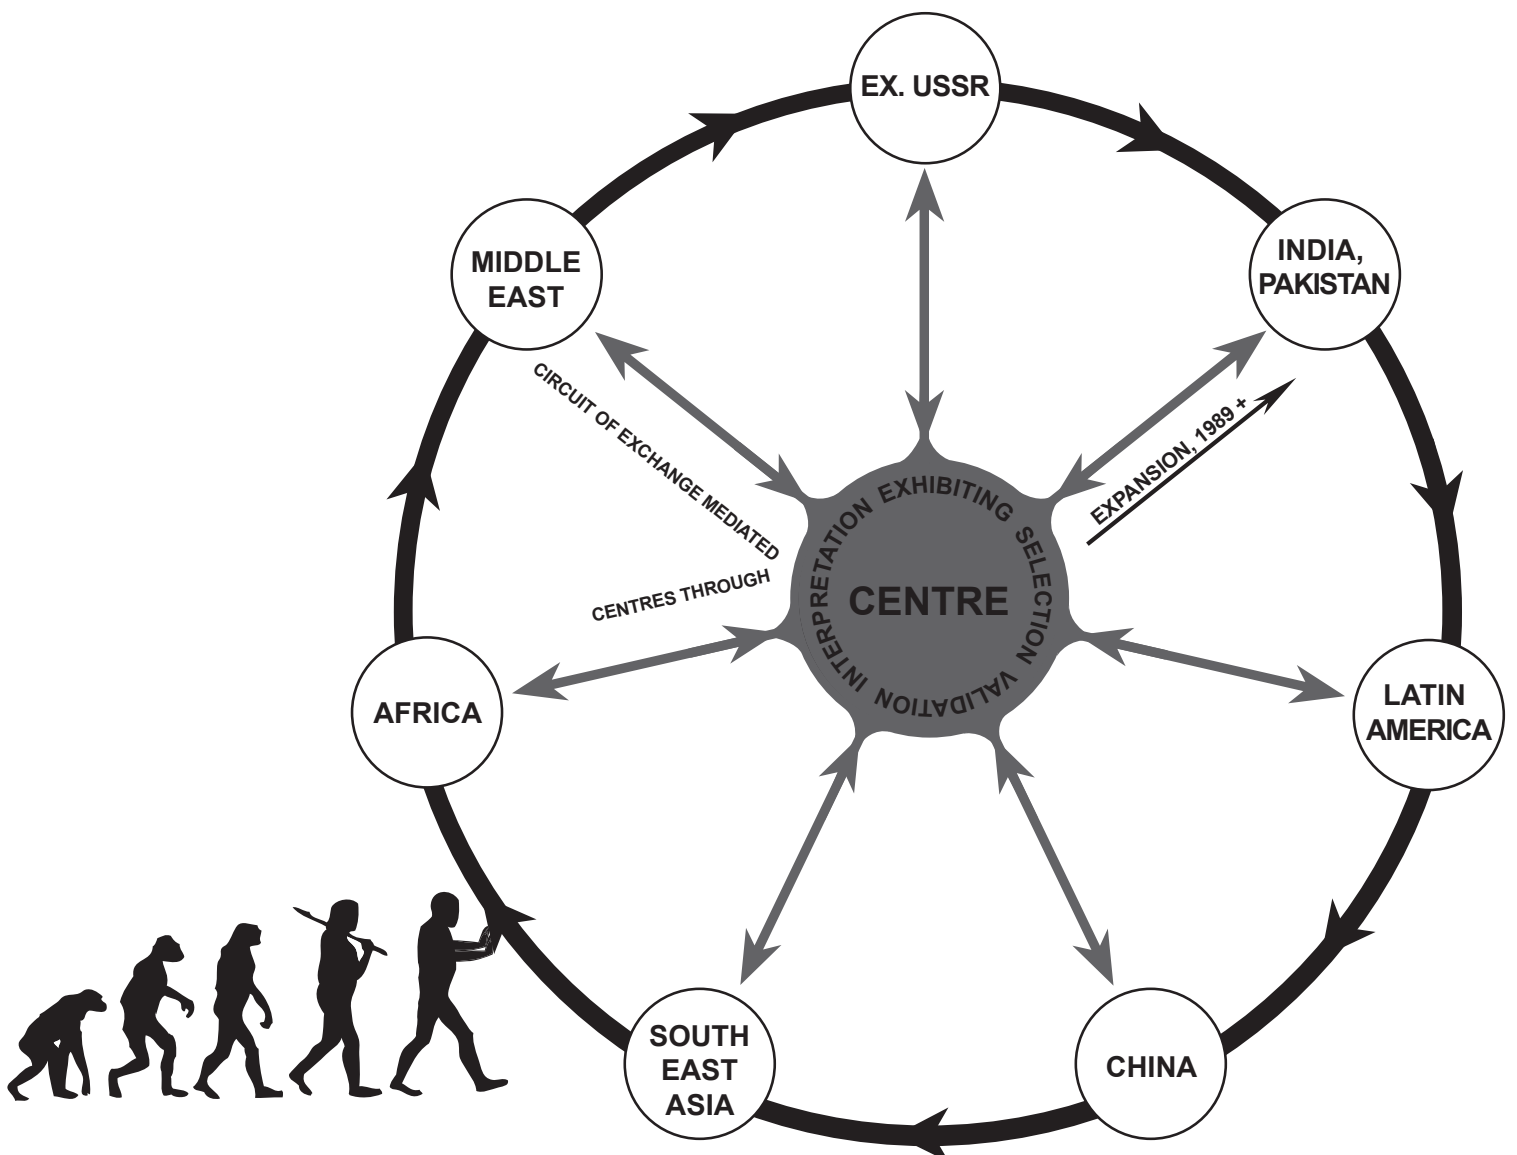 EX. USSR
MIDDLE
EAST
INDIA,
PAKISTAN
CIRCUIT OF EXCHANGE MEDIATED
CENTRES THROUGH
EXPANSION, 1989 +
INTERPRETATION EXHIBITING SELECTION VALIDATION
CENTRE
AFRICA
LATIN
AMERICA
SOUTH
EAST
ASIA
CHINA